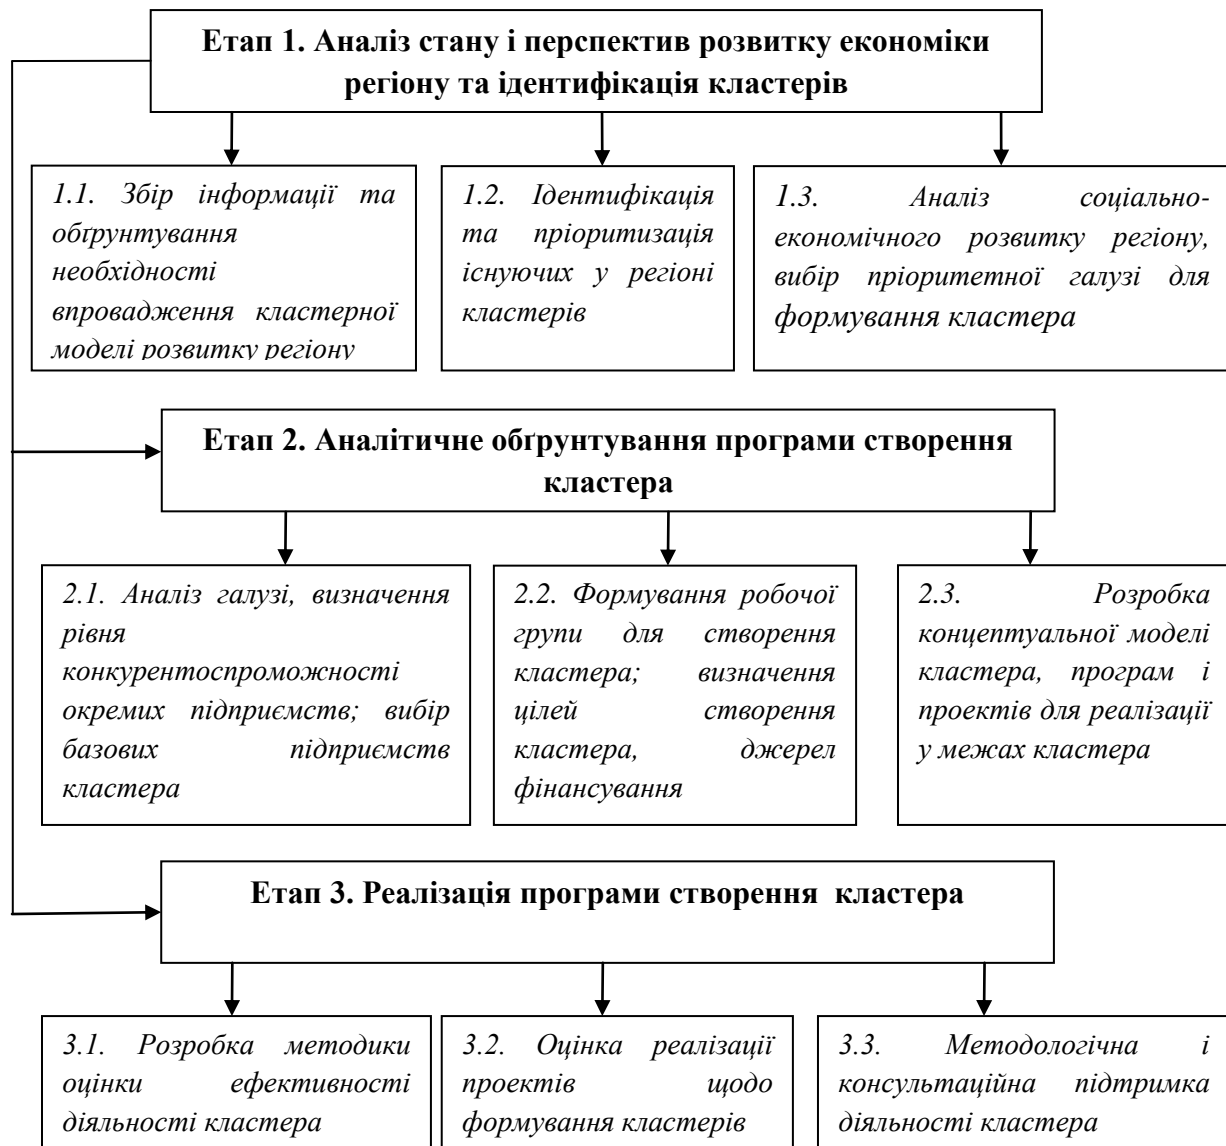 Етап 1. Аналіз стану і перспектив розвитку економіки
регіону та ідентифікація кластерів
1.1. Збір інформації та
обґрунтування
необхідності
впровадження кластерної
моделі розвитку регіону
1.2. Ідентифікація
та пріоритизація
існуючих у регіоні
кластерів
1.3. Аналіз соціально-
економічного розвитку регіону,
вибір пріоритетної галузі для
формування кластера
Етап 2. Аналітичне обґрунтування програми створення
кластера
2.1. Аналіз галузі, визначення
рівня
конкурентоспроможності
окремих підприємств; вибір
базових підприємств
кластера
2.2. Формування робочої
групи для створення
кластера; визначення
цілей створення
кластера, джерел
фінансування
2.3. Розробка
концептуальної моделі
кластера, програм і
проектів для реалізації
у межах кластера
Етап 3. Реалізація програми створення кластера
3.1. Розробка методики
оцінки ефективності
діяльності кластера
3.2. Оцінка реалізації
проектів щодо
формування кластерів
3.3. Методологічна і
консультаційна підтримка
діяльності кластера